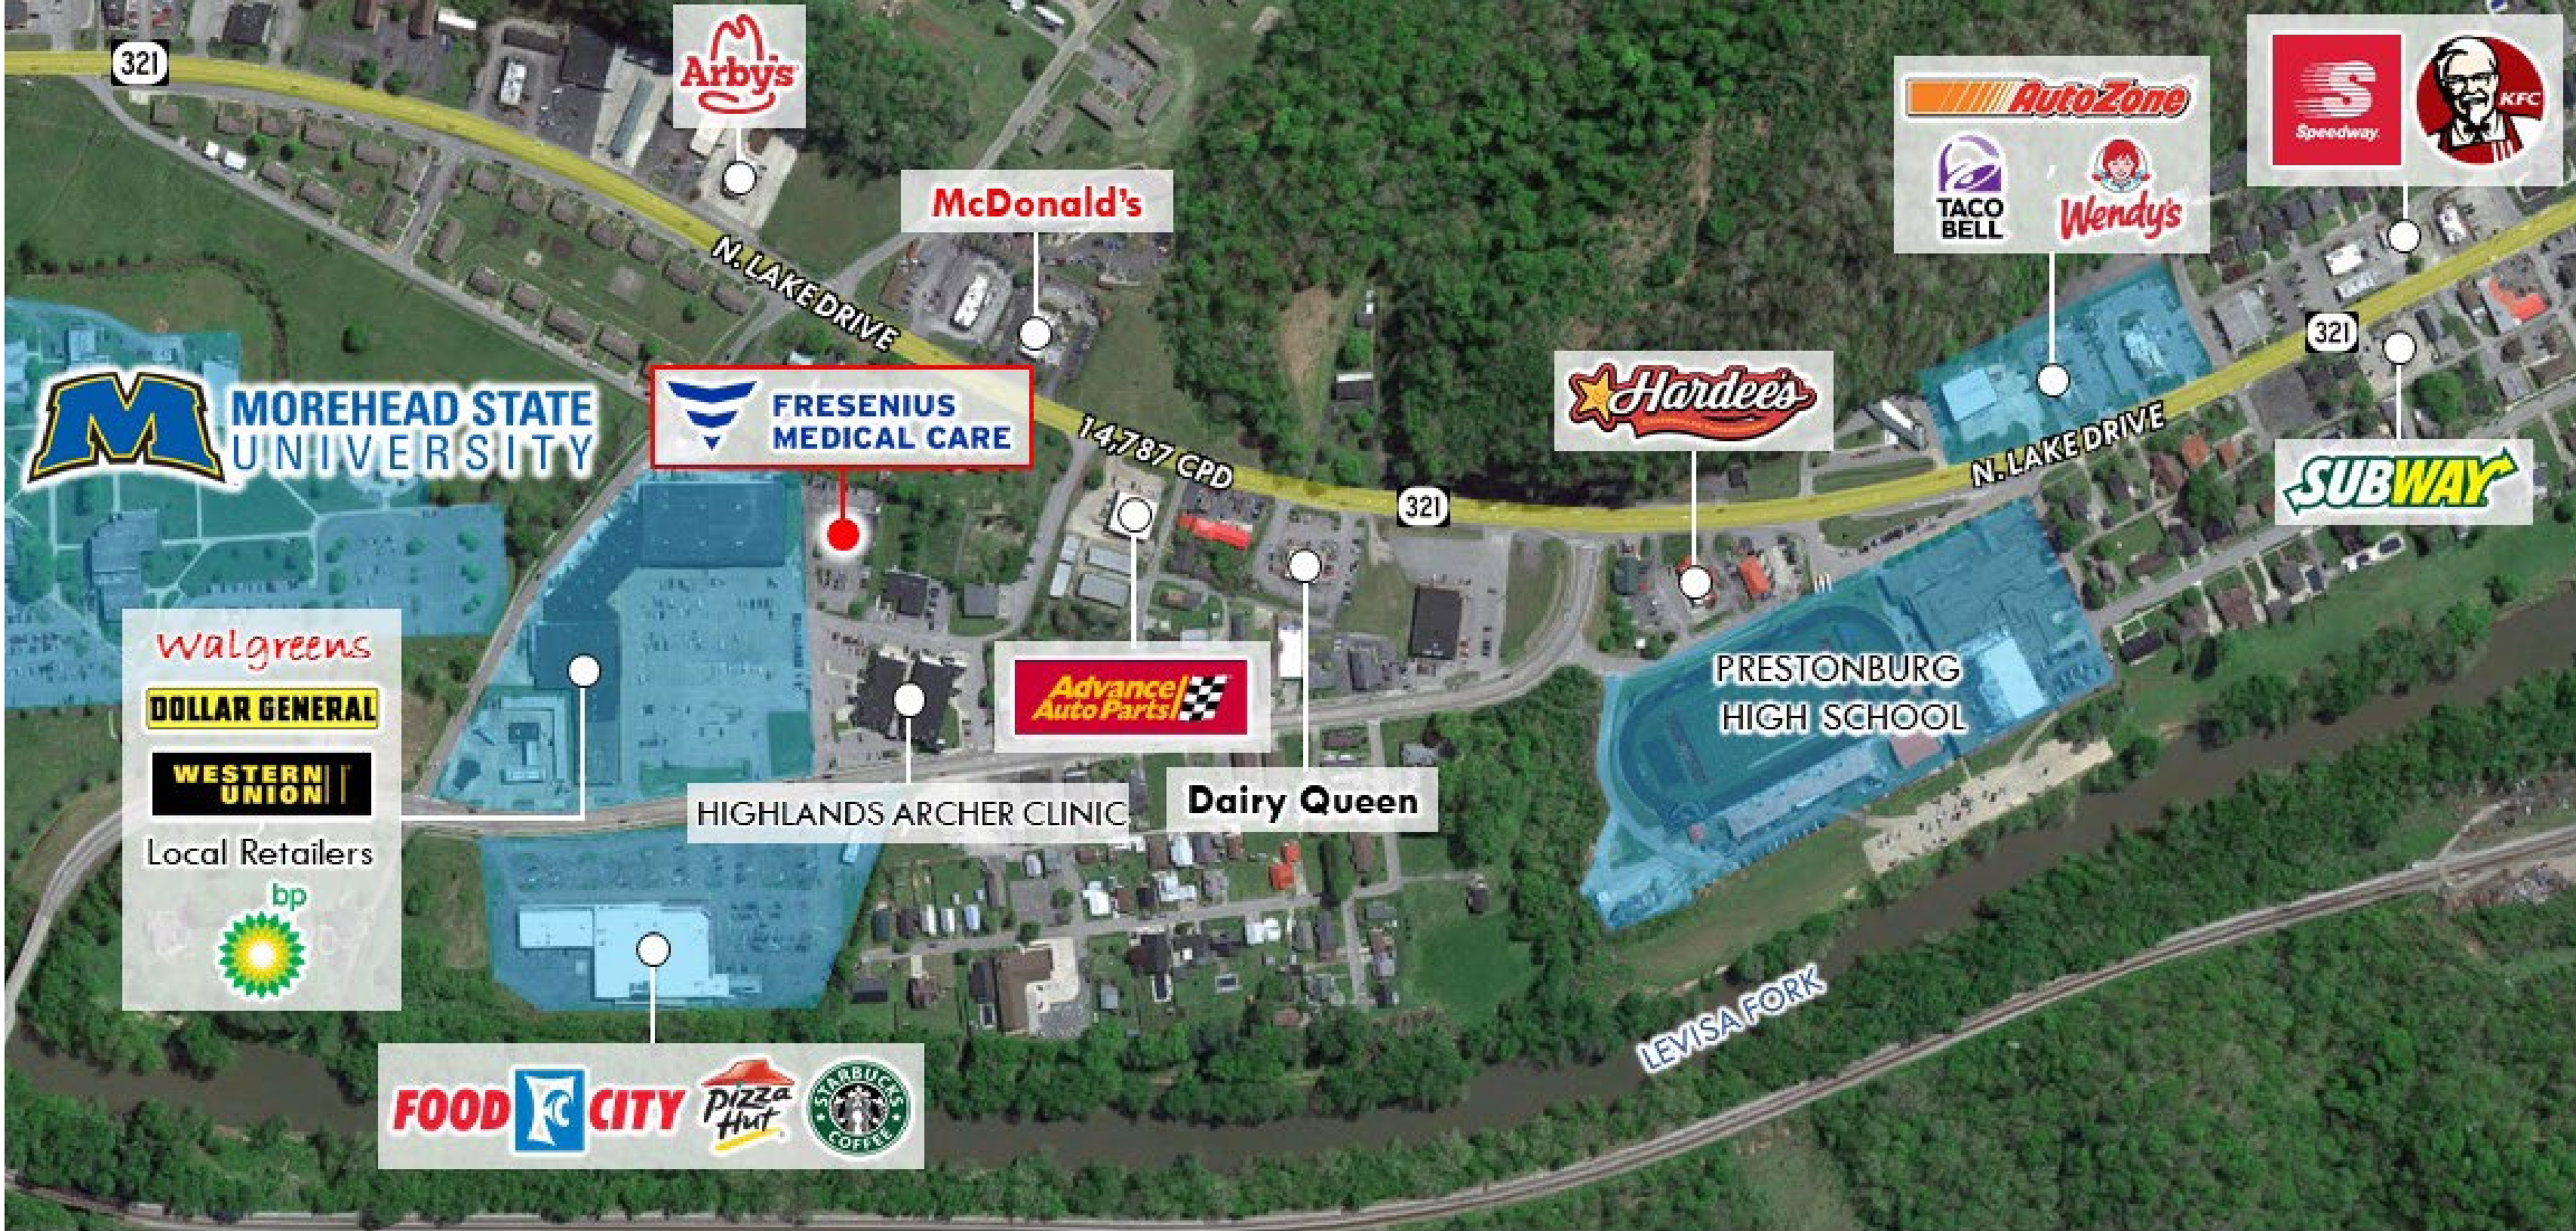 321
Arby's
AutoZone
TACO
BELL
Wendy's
Speedway
KFC
McDonald's
N. LAKE DRIVE
321
MOREHEAD STATE
UNIVERSITY
FRESENIUS
MEDICAL CARE
14,787 CPD
Hardee's
N. LAKE DRIVE
SUBWAY
321
Walgreens
DOLLAR GENERAL
WESTERN
UNION
Local Retailers
bp
Advance
Auto Parts
PRESTONBURG
HIGH SCHOOL
HIGHLANDS ARCHER CLINIC
Dairy Queen
LEVISA FORK
FOOD FC CITY
Pizza
Hut
STARBUCKS
COFFEE